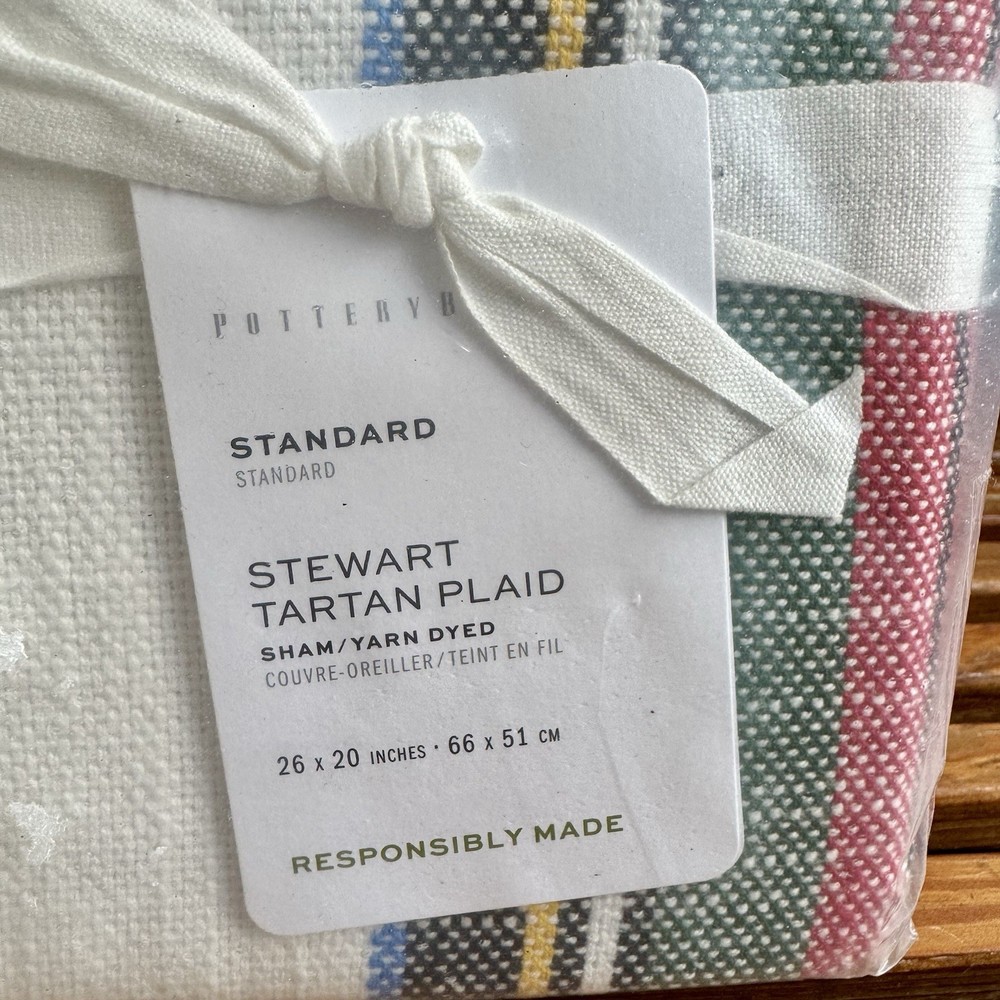 POTTERYB
STANDARD
STANDARD
STEWART
TARTAN PLAID
SHAM/YARN DYED
COUVRE-OREILLER/TEINT EN FIL
26 x 20 INCHES · 66 x 51 CM
RESPONSIBLY MADE